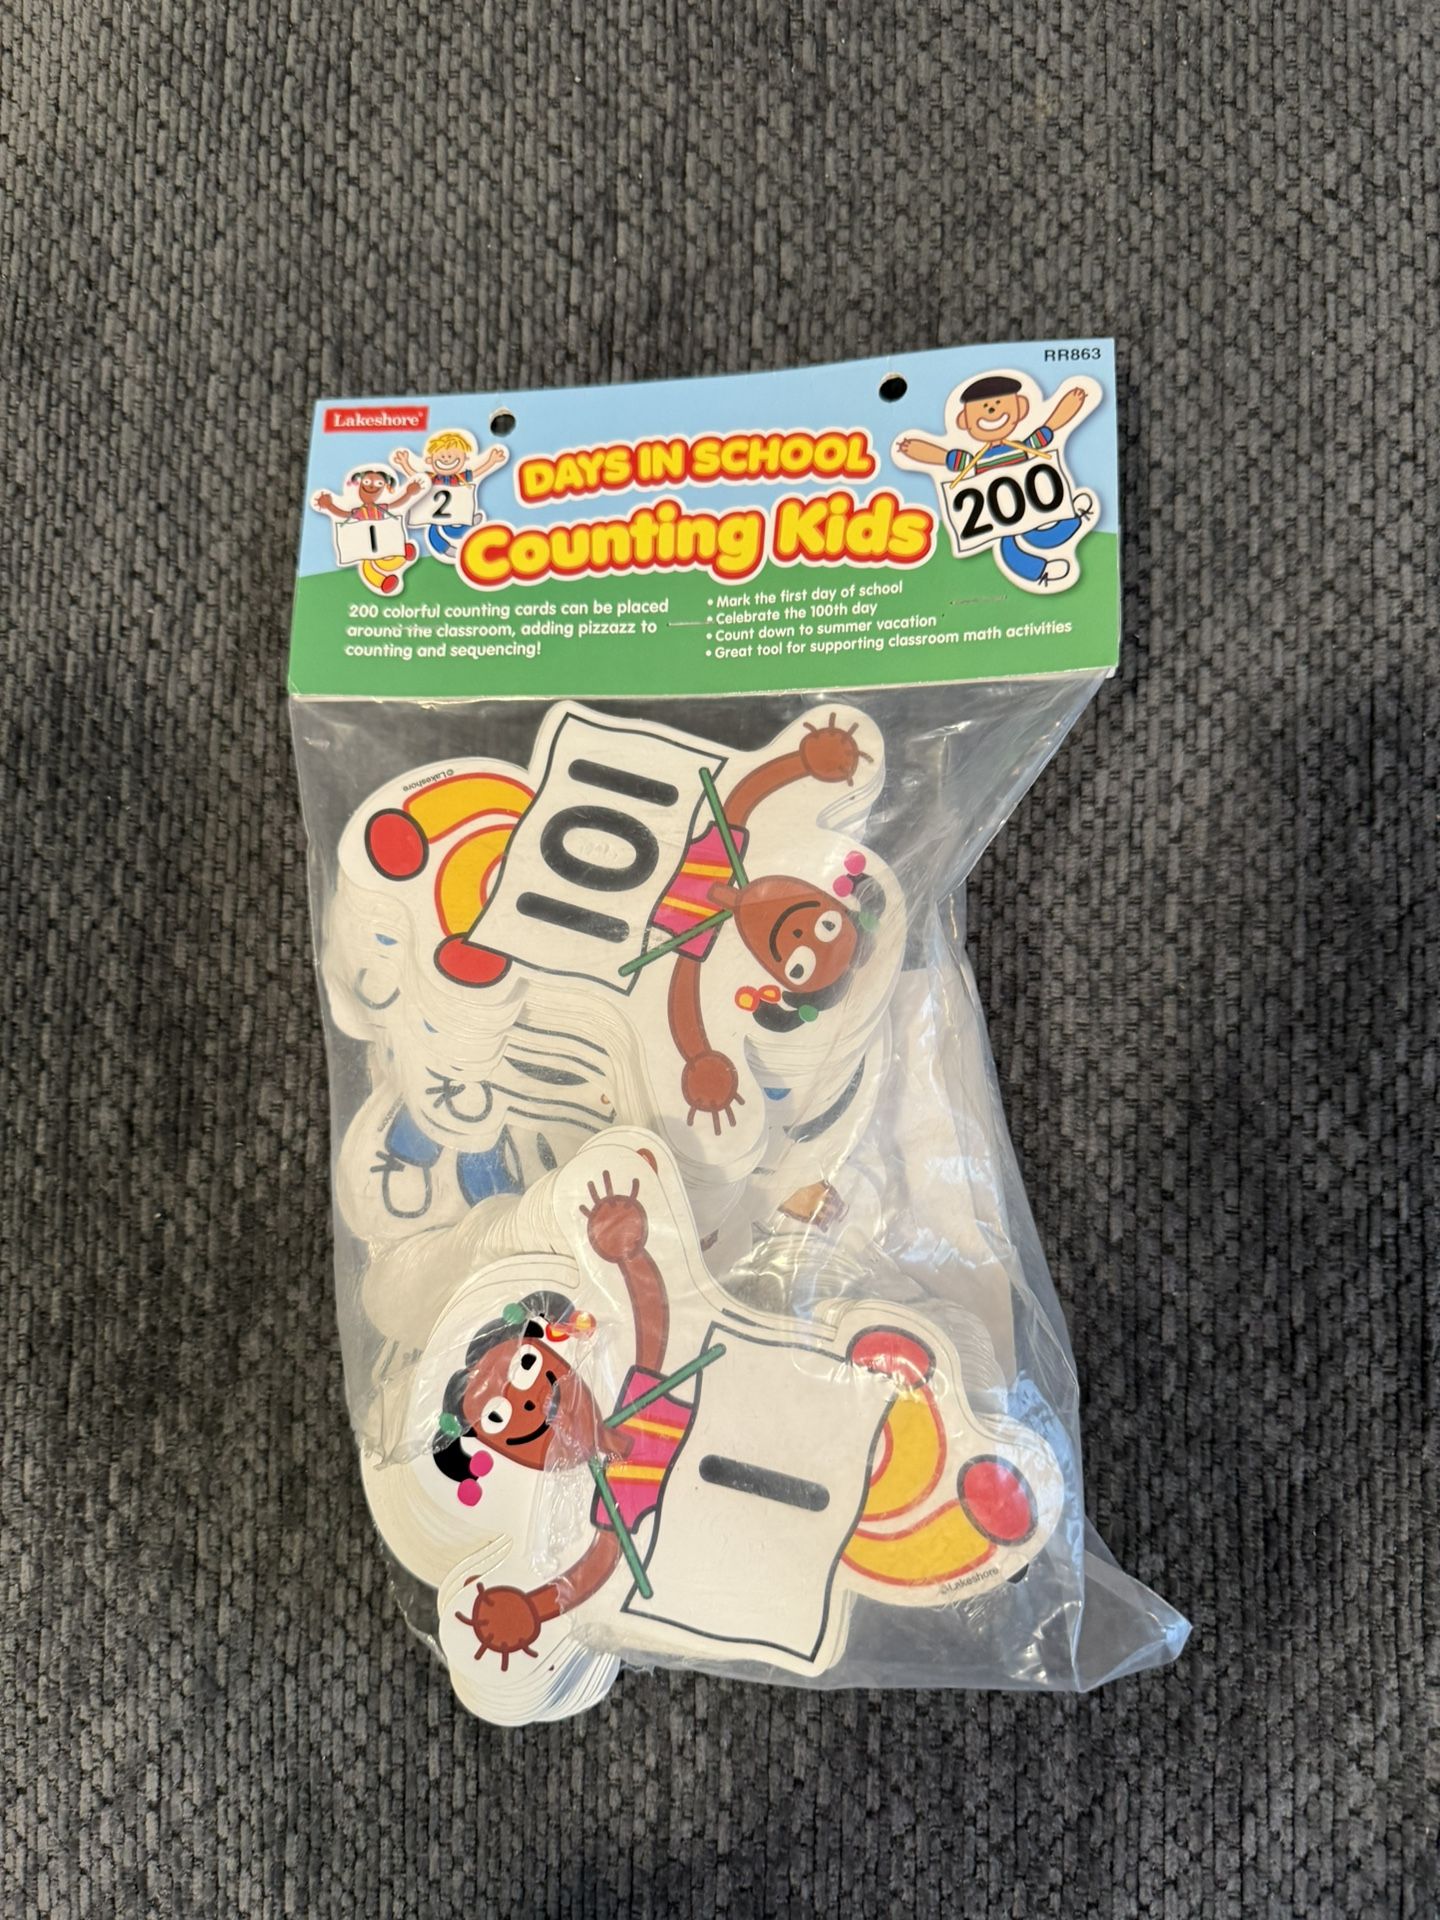 RR863
Lakeshore®
DAYS IN SCHOOL
Counting Kids
1
2
200
200 colorful counting cards can be placed
around the classroom, adding pizzazz to
counting and sequencing!
• Mark the first day of school
• Celebrate the 100th day
• Count down to summer vacation
• Great tool for supporting classroom math activities
©Lakeshore
101
1
©Lakeshore